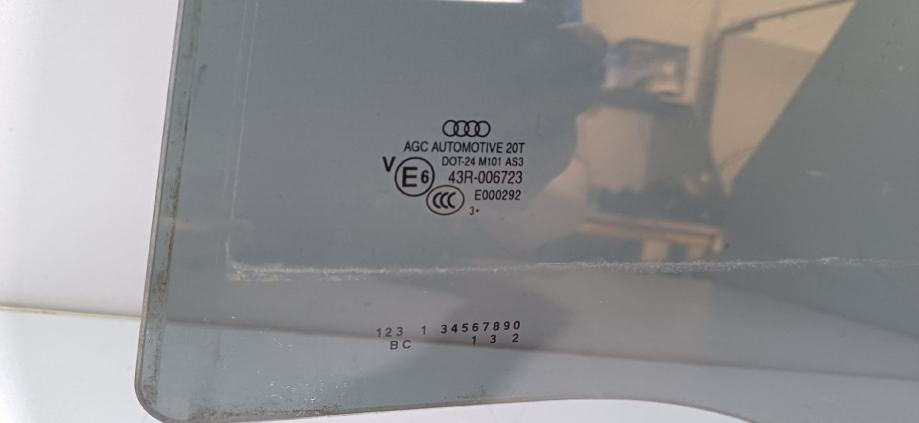 AGC AUTOMOTIVE 20T
DOT-24 M101 AS3
V E6 43R-006723
CCC E000292
3•
123 1 34567890
BC 1 3 2